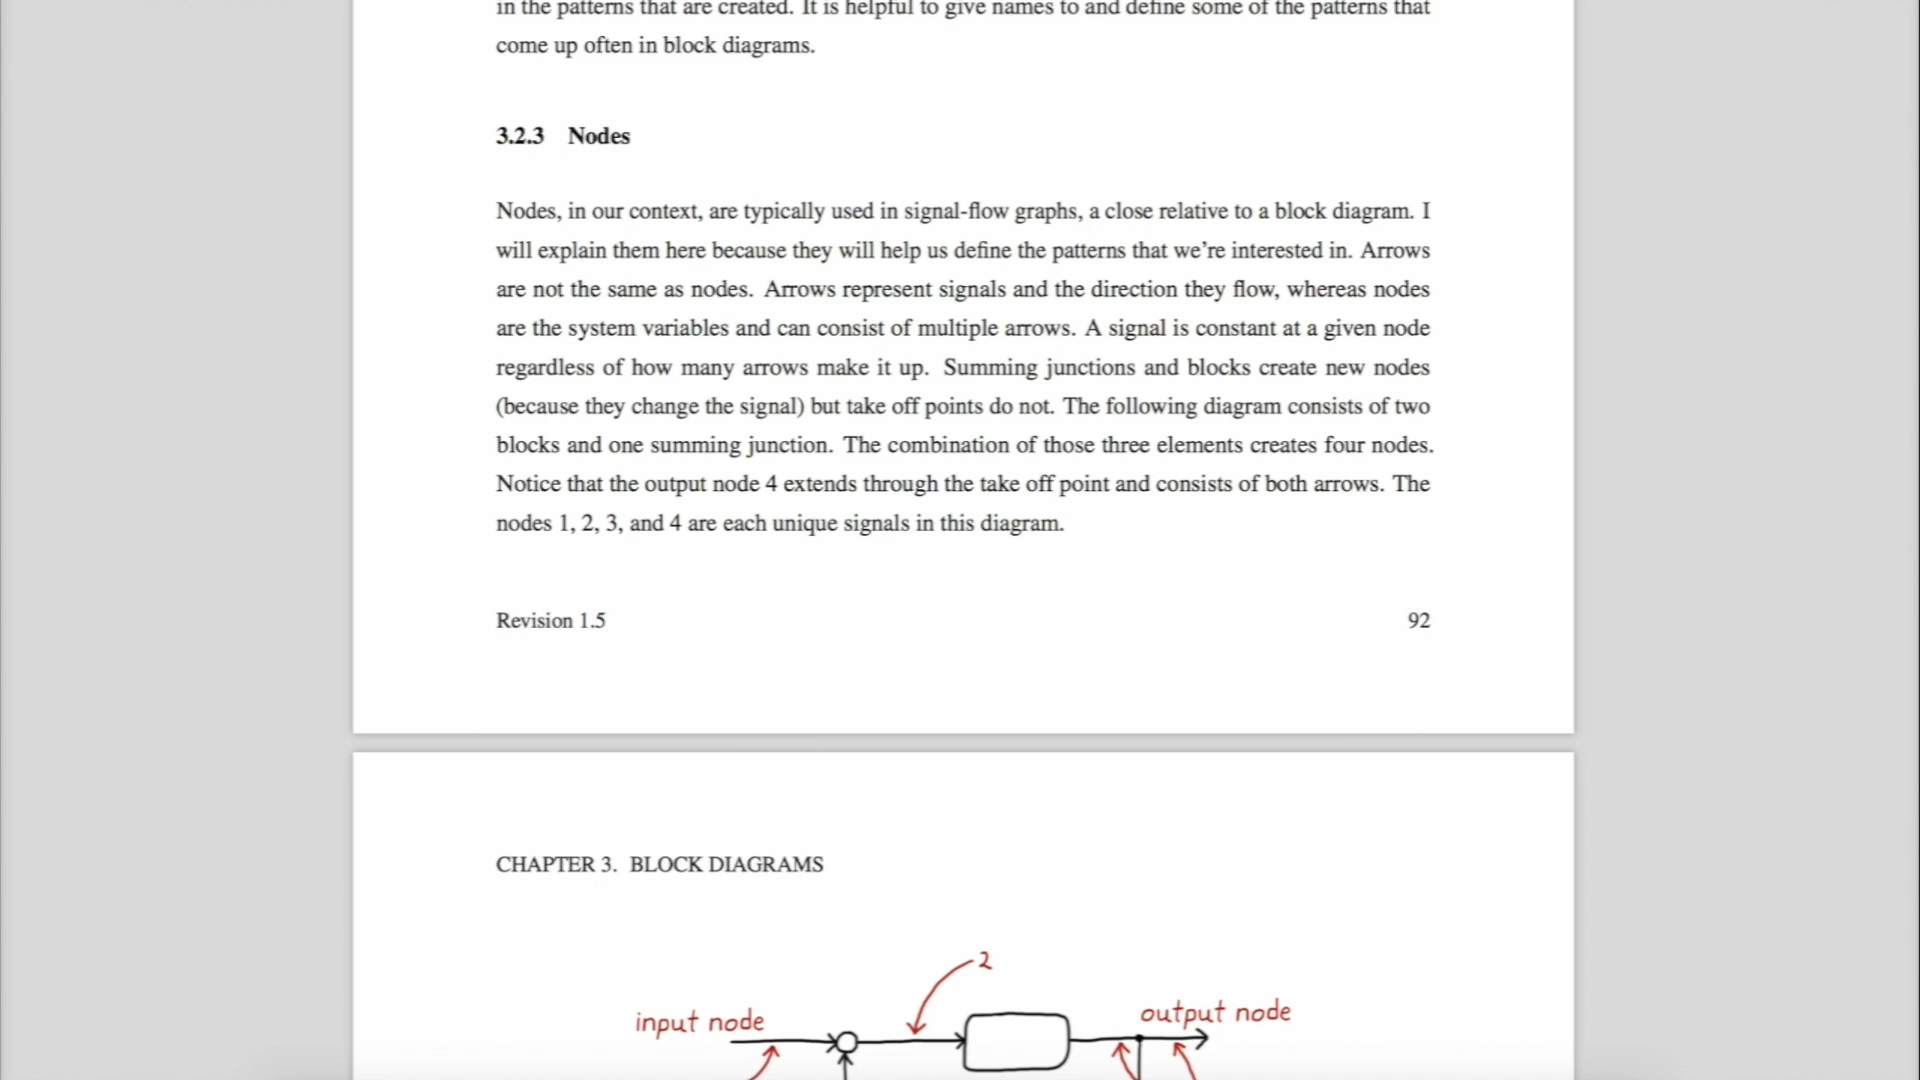 in the patterns that are created. It is helpful to give names to and define some of the patterns that
come up often in block diagrams.
3.2.3 Nodes
Nodes, in our context, are typically used in signal-flow graphs, a close relative to a block diagram. I
will explain them here because they will help us define the patterns that we're interested in. Arrows
are not the same as nodes. Arrows represent signals and the direction they flow, whereas nodes
are the system variables and can consist of multiple arrows. A signal is constant at a given node
regardless of how many arrows make it up. Summing junctions and blocks create new nodes
(because they change the signal) but take off points do not. The following diagram consists of two
blocks and one summing junction. The combination of those three elements creates four nodes.
Notice that the output node 4 extends through the take off point and consists of both arrows. The
nodes 1, 2, 3, and 4 are each unique signals in this diagram.
Revision 1.5 92
CHAPTER 3. BLOCK DIAGRAMS
2
input node
output node